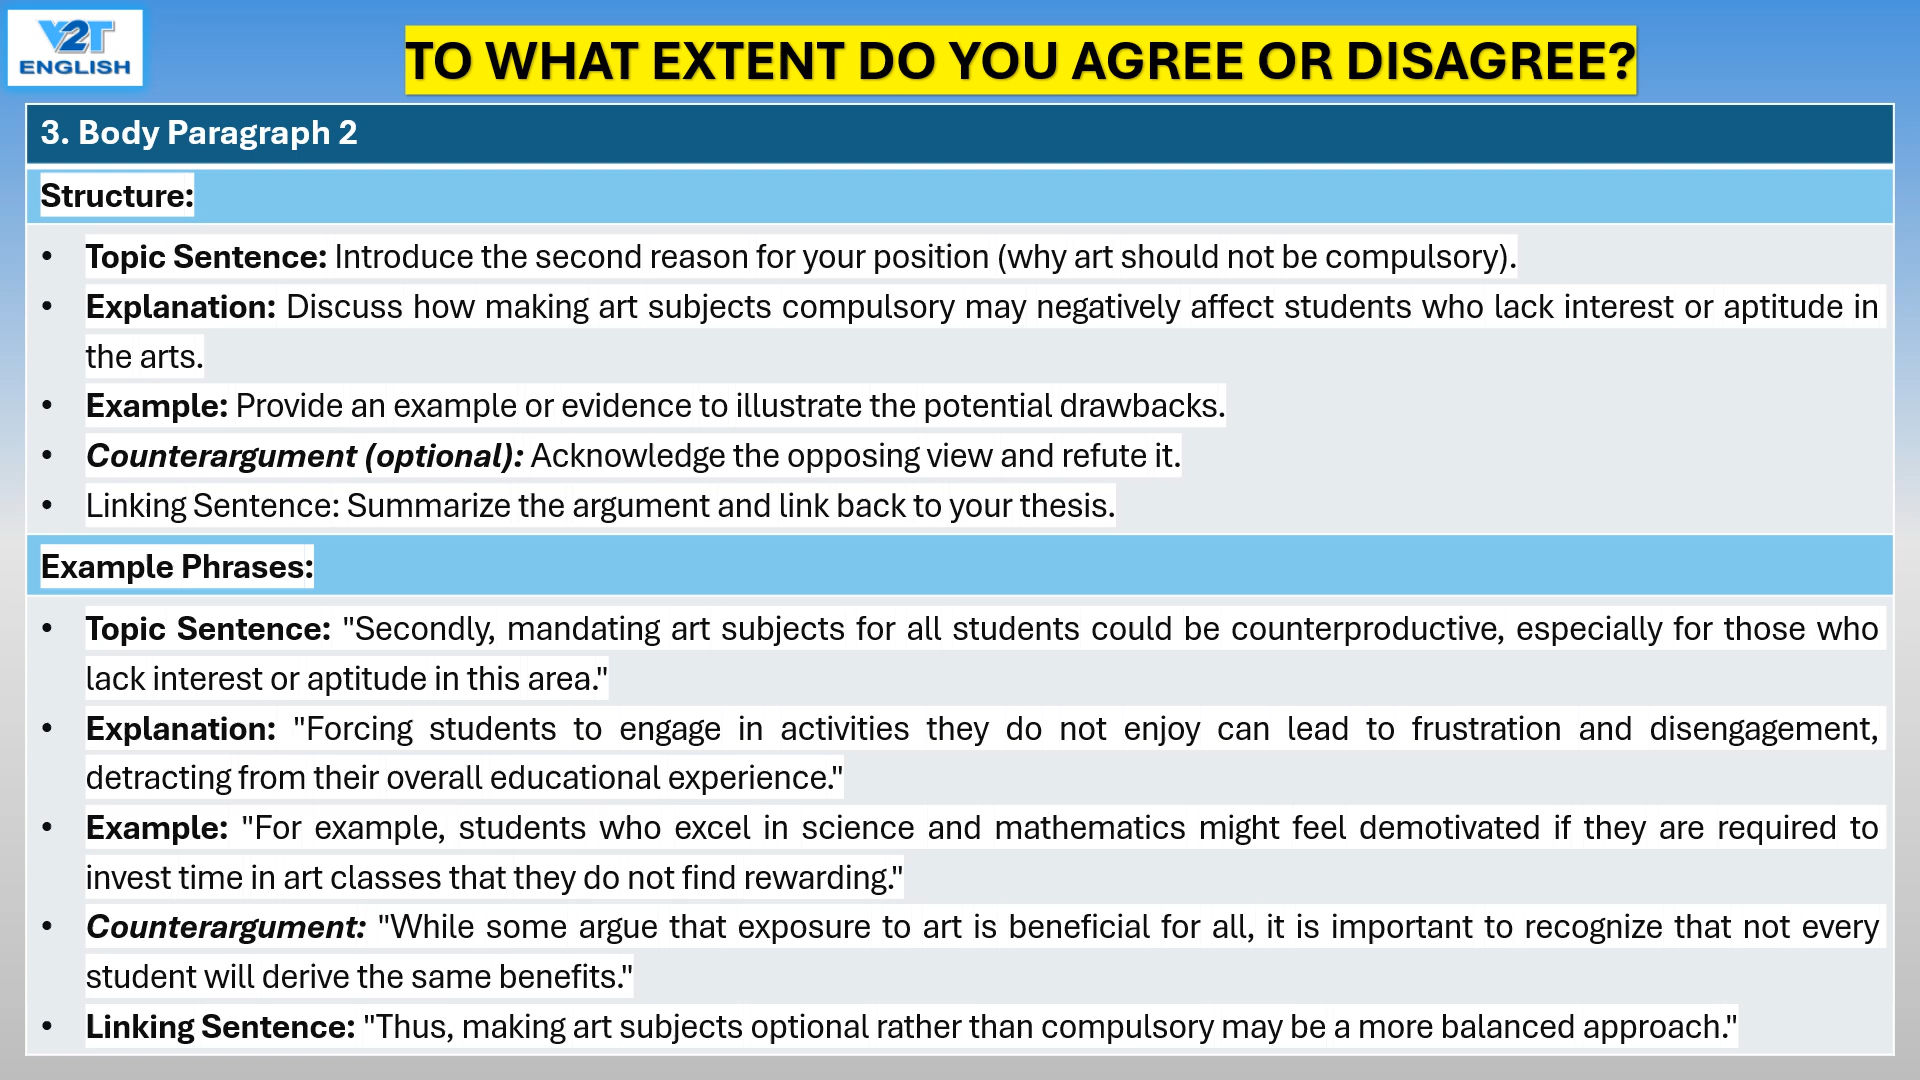 V2T
ENGLISH
TO WHAT EXTENT DO YOU AGREE OR DISAGREE?
3. Body Paragraph 2
Structure:
• Topic Sentence: Introduce the second reason for your position (why art should not be compulsory).
• Explanation: Discuss how making art subjects compulsory may negatively affect students who lack interest or aptitude in
the arts.
• Example: Provide an example or evidence to illustrate the potential drawbacks.
• Counterargument (optional): Acknowledge the opposing view and refute it.
• Linking Sentence: Summarize the argument and link back to your thesis.
Example Phrases:
• Topic Sentence: "Secondly, mandating art subjects for all students could be counterproductive, especially for those who
lack interest or aptitude in this area."
• Explanation: "Forcing students to engage in activities they do not enjoy can lead to frustration and disengagement,
detracting from their overall educational experience."
• Example: "For example, students who excel in science and mathematics might feel demotivated if they are required to
invest time in art classes that they do not find rewarding."
• Counterargument: "While some argue that exposure to art is beneficial for all, it is important to recognize that not every
student will derive the same benefits."
• Linking Sentence: "Thus, making art subjects optional rather than compulsory may be a more balanced approach."